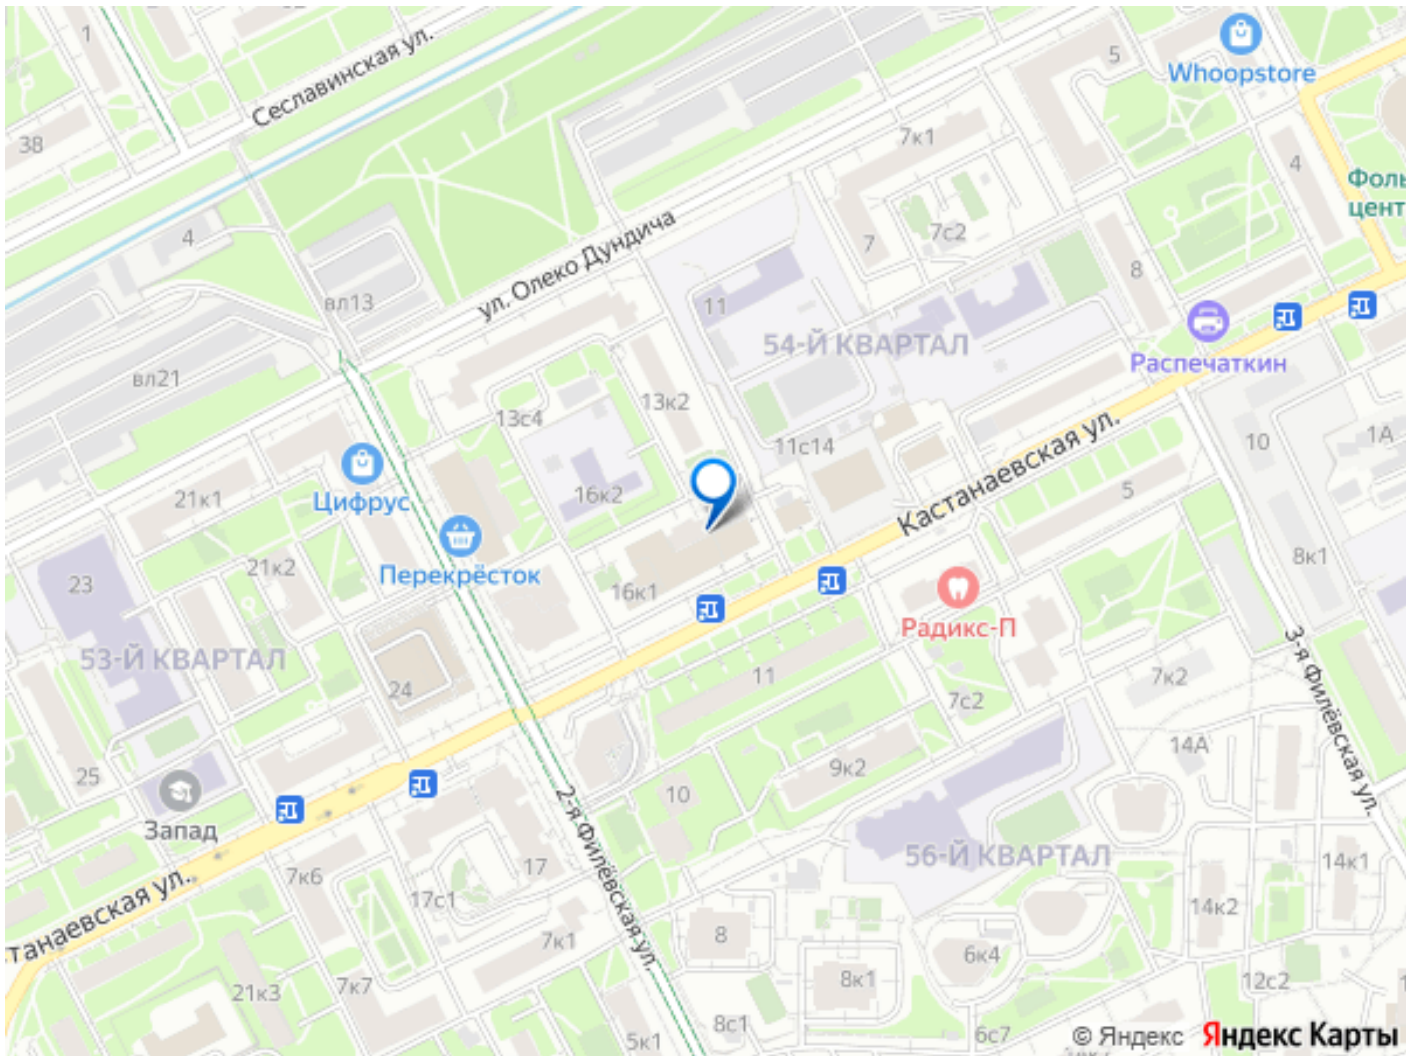 1
Сеславинская ул.
5
Whoopstore
38
7к1
4
Фоль
цент
4
7с2
7
8
ул. Олеко Дундича
вл13
11
54-Й КВАРТАЛ
Распечаткин
вл21
13к2
13с4
11с14
Кастанаевская ул.
10
1А
Цифрус
21к1
16к2
5
Перекрёсток
8к1
23
21к2
16к1
Радикс-П
3-я Филёвская ул.
53-Й КВАРТАЛ
24
11
7с2
7к2
14А
25
9к2
10
2-я Филёвская ул.
Запад
56-Й КВАРТАЛ
14к1
7к6
17
17с1
14к2
танаевская ул.
7к1
8
6к4
21к3
7к7
8к1
12с2
8с1
5к1
6с7
© Яндекс
Яндекс Карты